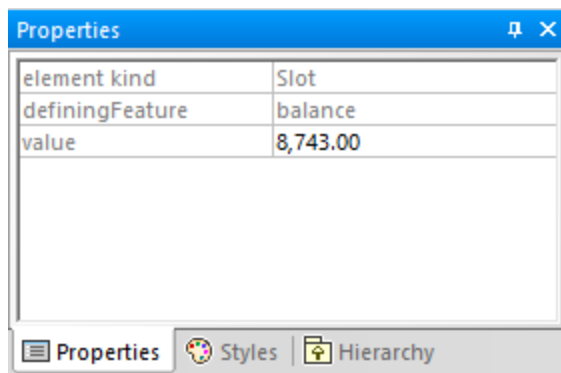 Properties
element kind Slot
definingFeature balance
value 8,743.00
Properties Styles Hierarchy